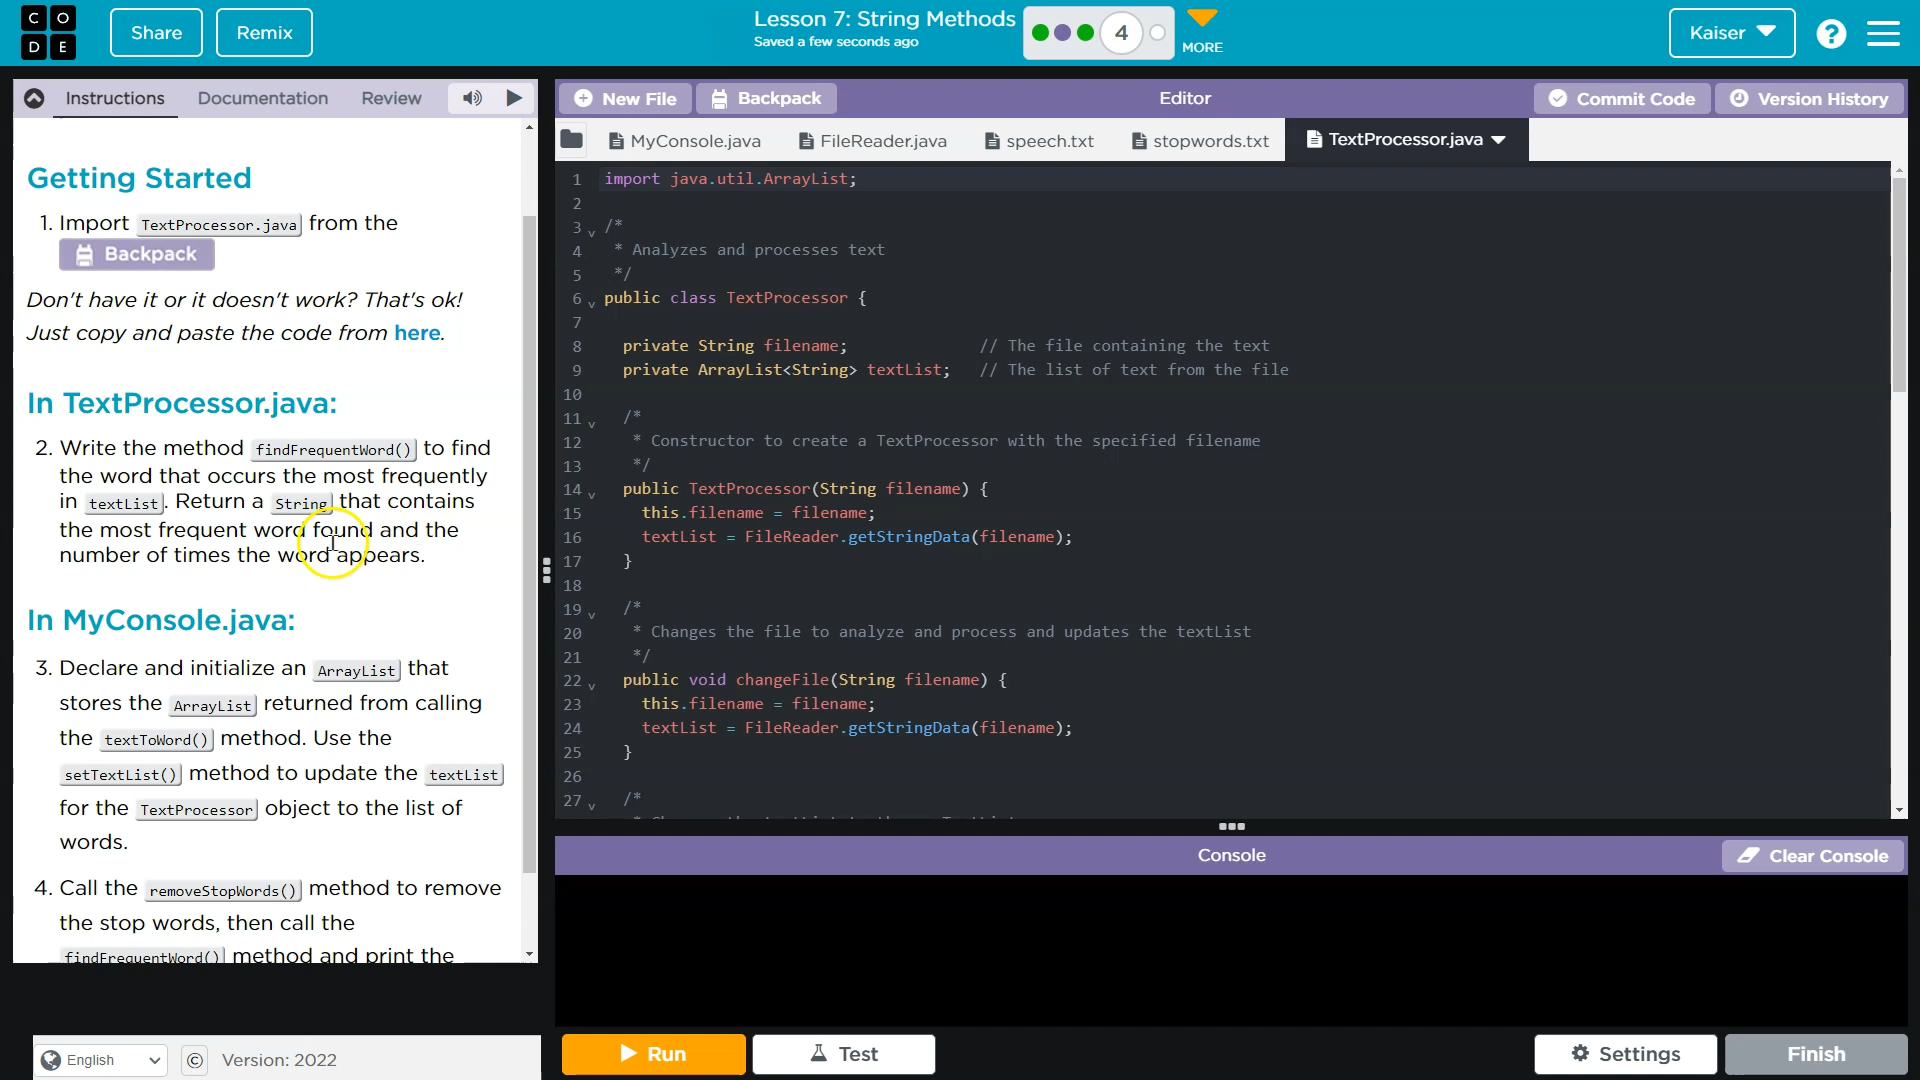 C O
D E
Share
Remix
Lesson 7: String Methods
Saved a few seconds ago
4
MORE
Kaiser
?
Instructions
Documentation
Review
New File
Backpack
Editor
Commit Code
Version History
MyConsole.java
FileReader.java
speech.txt
stopwords.txt
TextProcessor.java
Getting Started
1. Import TextProcessor.java from the
Backpack
Don't have it or it doesn't work? That's ok!
Just copy and paste the code from here.
In TextProcessor.java:
2. Write the method findFrequentWord() to find
the word that occurs the most frequently
in textList. Return a String that contains
the most frequent word found and the
number of times the word appears.
In MyConsole.java:
3. Declare and initialize an ArrayList that
stores the ArrayList returned from calling
the textToWord() method. Use the
setTextList() method to update the textList
for the TextProcessor object to the list of
words.
4. Call the removeStopWords() method to remove
the stop words, then call the
findFrequentWord() method and print the
1 import java.util.ArrayList;
2
3 /*
4 * Analyzes and processes text
5 */
6 public class TextProcessor {
7
8 private String filename; // The file containing the text
9 private ArrayList<String> textList; // The list of text from the file
10
11 /*
12 * Constructor to create a TextProcessor with the specified filename
13 */
14 public TextProcessor(String filename) {
15 this.filename = filename;
16 textList = FileReader.getStringData(filename);
17 }
18
19 /*
20 * Changes the file to analyze and process and updates the textList
21 */
22 public void changeFile(String filename) {
23 this.filename = filename;
24 textList = FileReader.getStringData(filename);
25 }
26
27 /*
Console
Clear Console
English
© Version: 2022
Run
Test
Settings
Finish